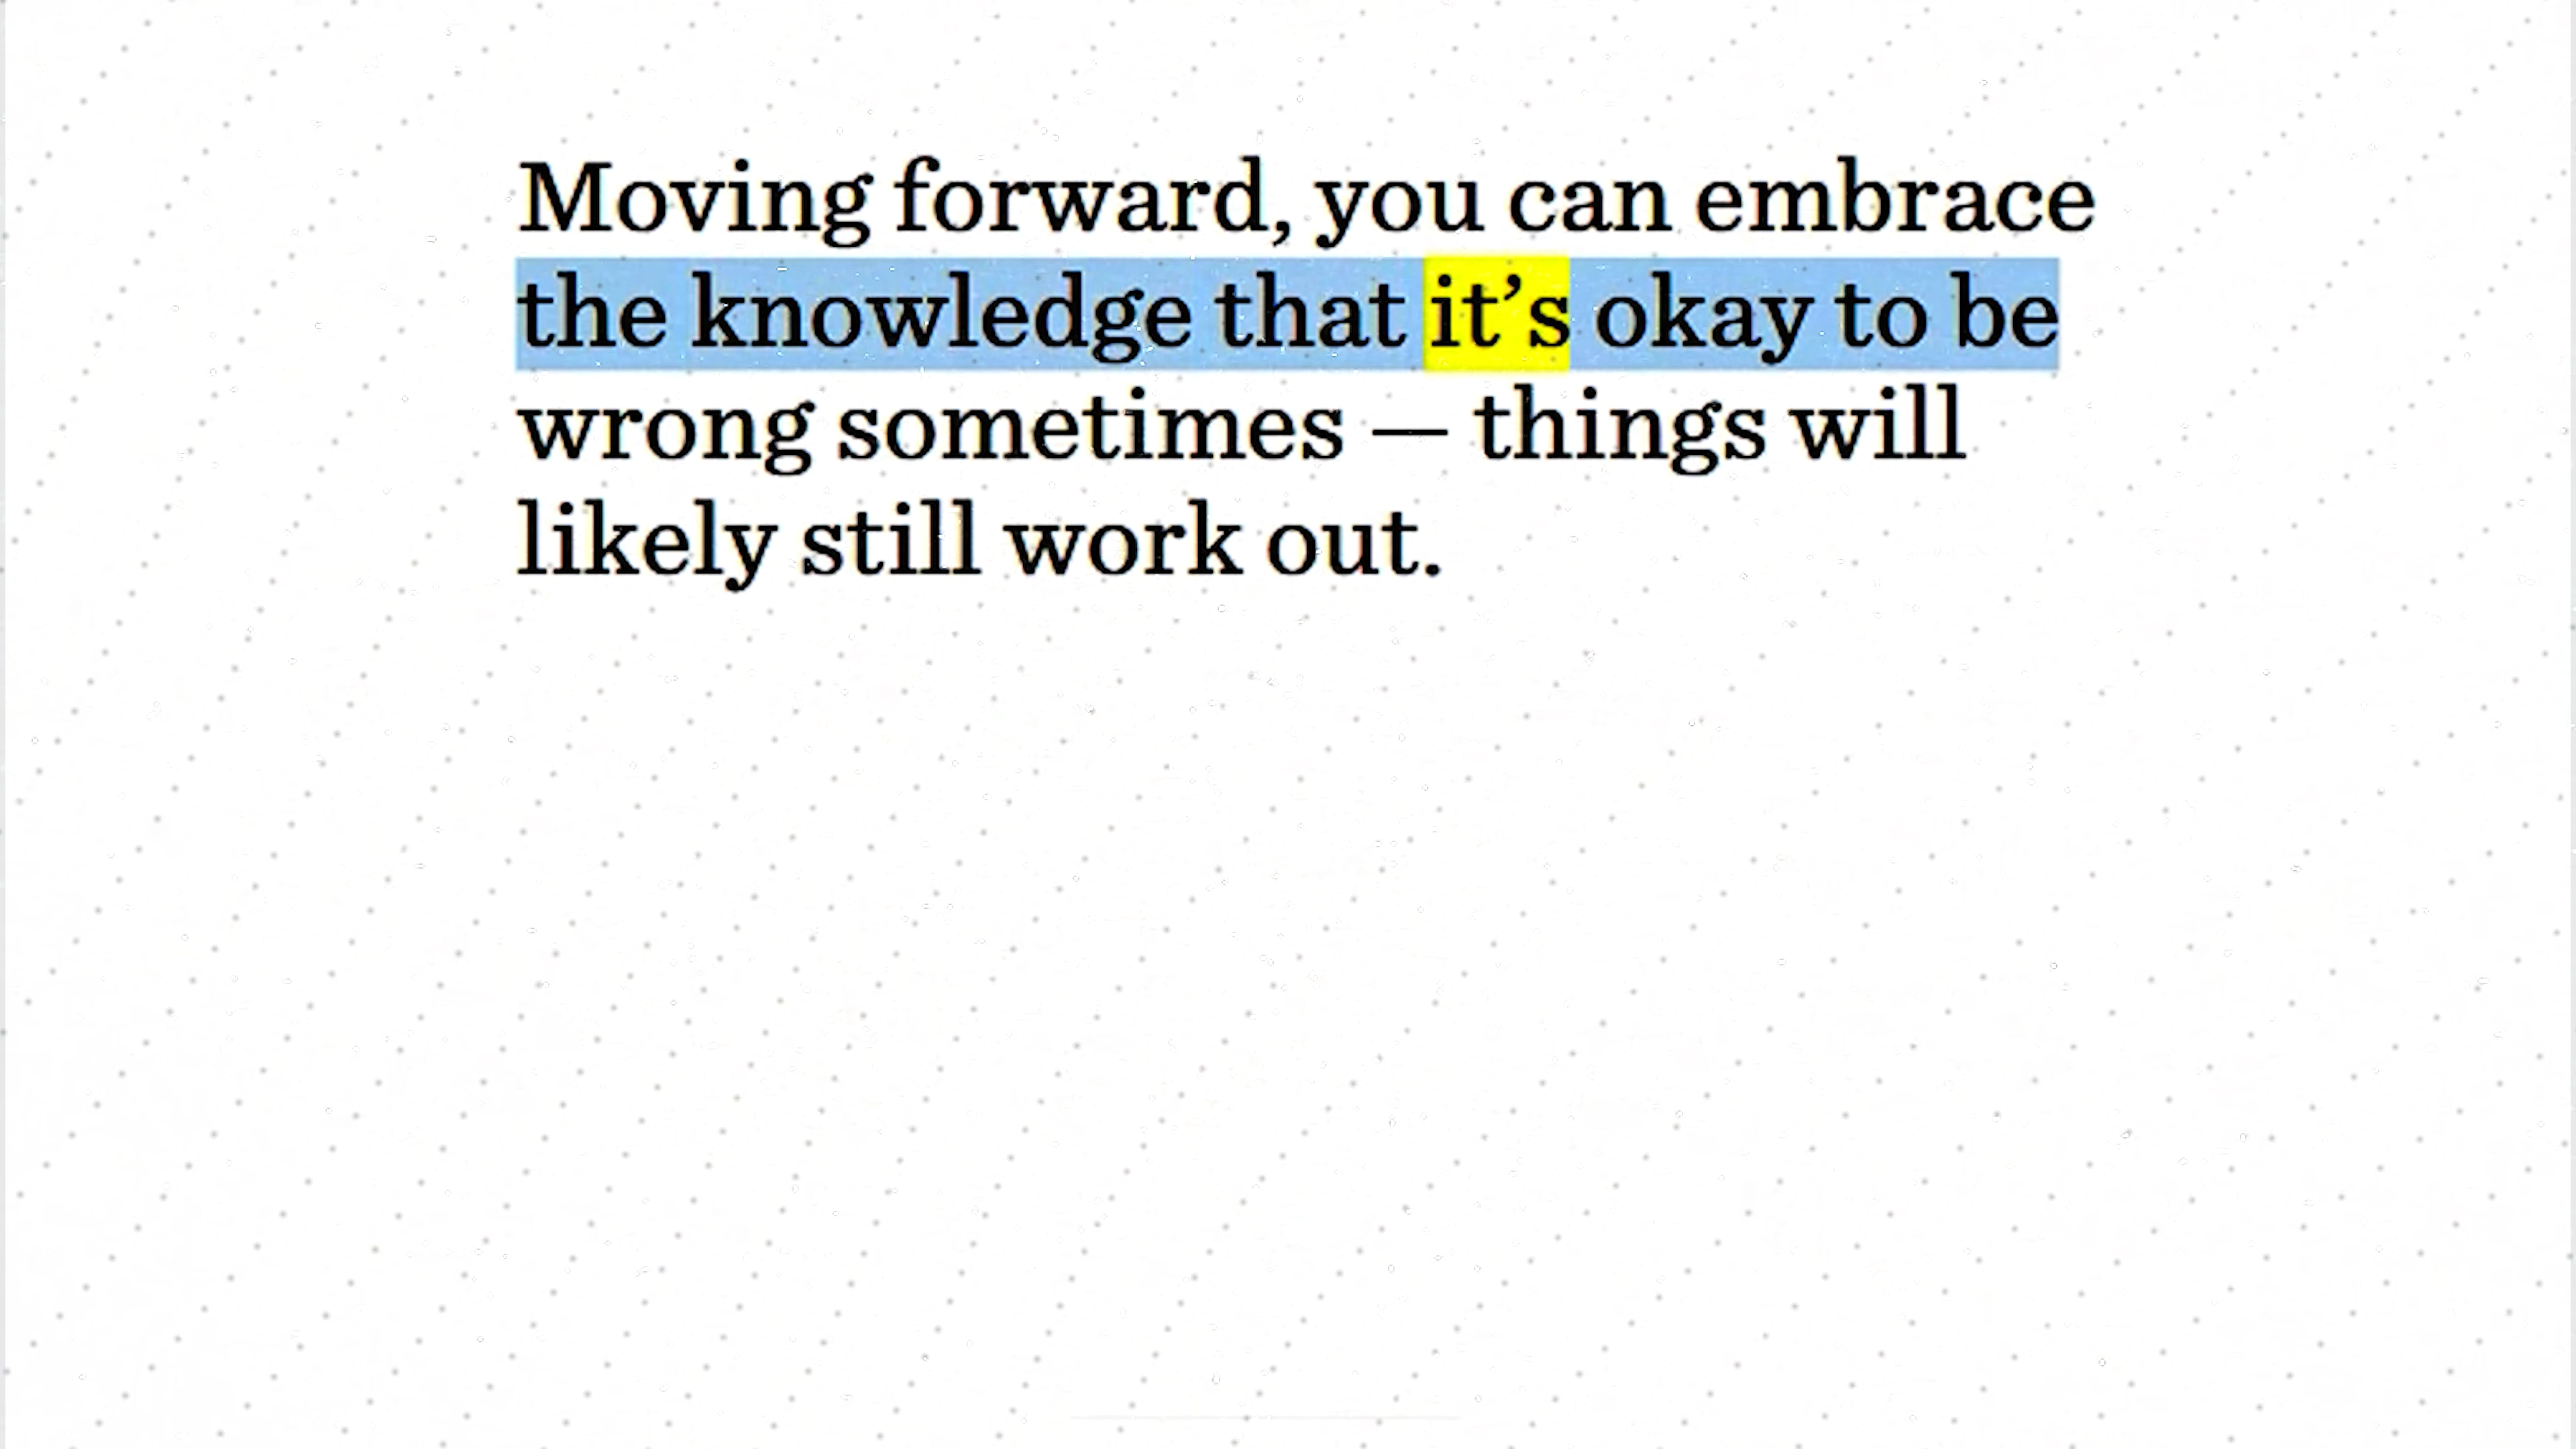 Moving forward, you can embrace
the knowledge that it’s okay to be
wrong sometimes — things will
likely still work out.